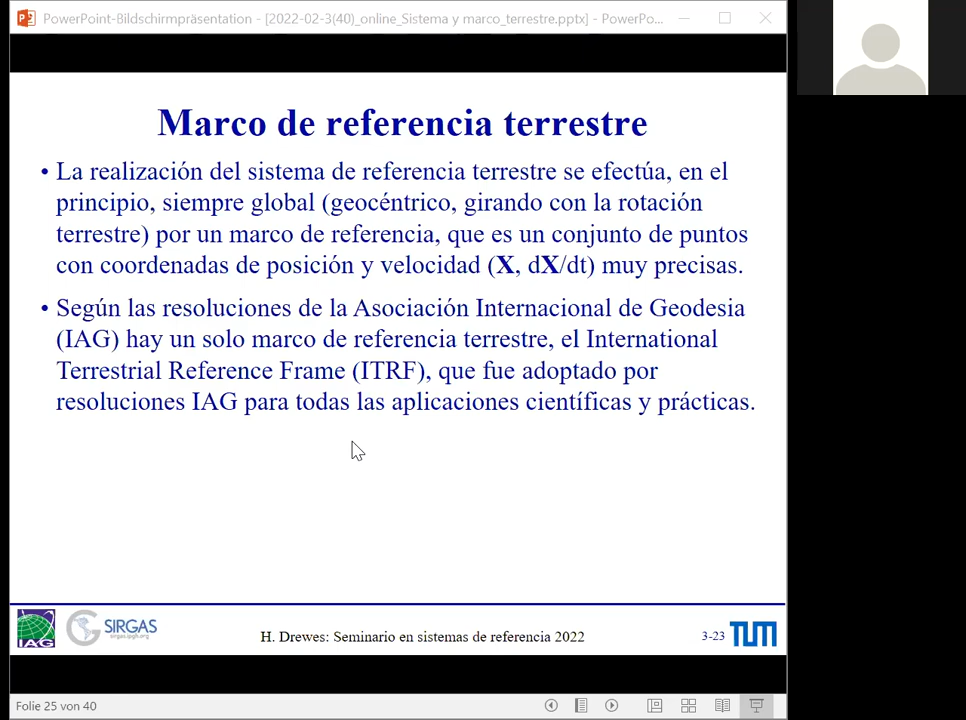 PowerPoint-Bildschirmpräsentation - [2022-02-3(40)_online_Sistema y marco_terrestre.pptx] - PowerPo...
Marco de referencia terrestre
• La realización del sistema de referencia terrestre se efectúa, en el
principio, siempre global (geocéntrico, girando con la rotación
terrestre) por un marco de referencia, que es un conjunto de puntos
con coordenadas de posición y velocidad (X, dX/dt) muy precisas.
• Según las resoluciones de la Asociación Internacional de Geodesia
(IAG) hay un solo marco de referencia terrestre, el International
Terrestrial Reference Frame (ITRF), que fue adoptado por
resoluciones IAG para todas las aplicaciones científicas y prácticas.
IAG
SIRGAS
sirgas.ipgh.org
H. Drewes: Seminario en sistemas de referencia 2022
3-23
TUM
Folie 25 von 40